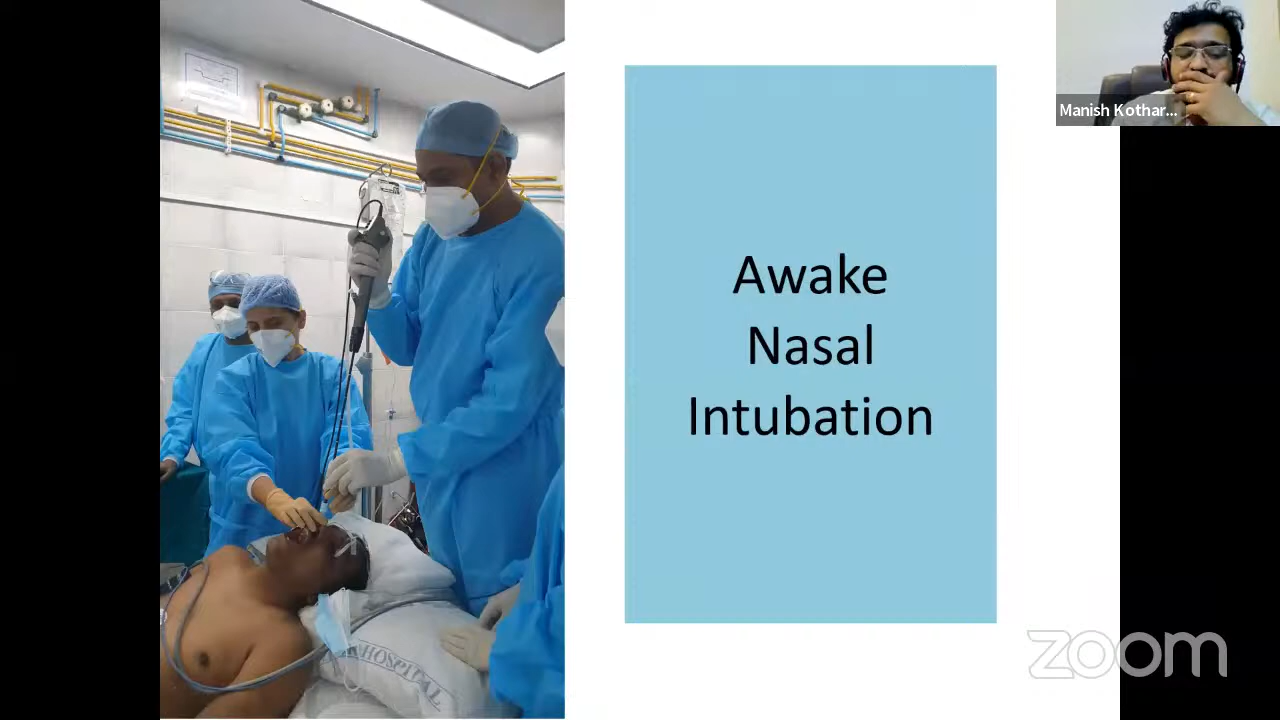 Manish Kothar...
Awake
Nasal
Intubation
HOSPITAL
zoom